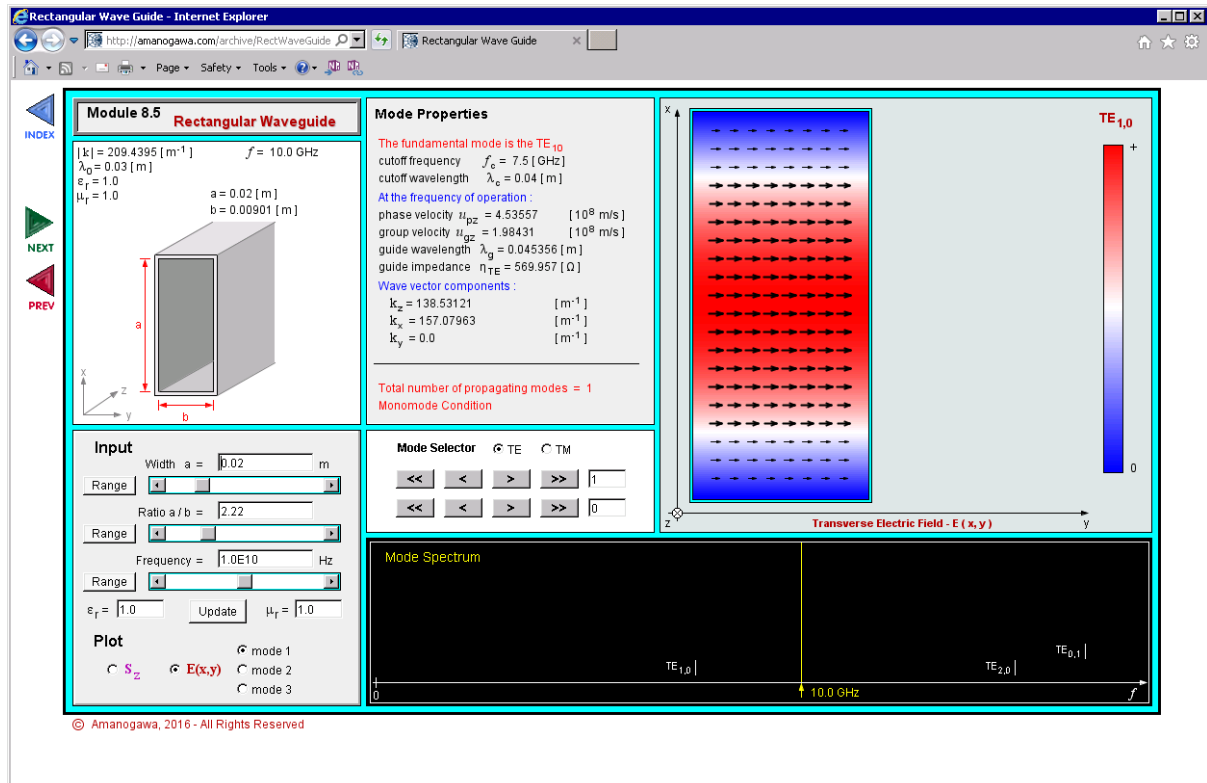 Rectangular Wave Guide - Internet Explorer
http://amanogawa.com/archive/RectWaveGuide
Rectangular Wave Guide
Page
Safety
Tools
INDEX
NEXT
PREV
Module 8.5
Rectangular Waveguide
|k| = 209.4395 [ m-1 ]
f = 10.0 GHz
λ0 = 0.03 [ m ]
εr = 1.0
μr = 1.0
a = 0.02 [ m ]
b = 0.00901 [ m ]
a
b
x
z
y
Mode Properties
The fundamental mode is the TE10
cutoff frequency fc = 7.5 [ GHz ]
cutoff wavelength λc = 0.04 [ m ]
At the frequency of operation :
phase velocity upz = 4.53557 [ 10^8 m/s ]
group velocity ugz = 1.98431 [ 10^8 m/s ]
guide wavelength λg = 0.045356 [ m ]
guide impedance ηTE = 569.957 [ Ω ]
Wave vector components :
kz = 138.53121 [ m-1 ]
kx = 157.07963 [ m-1 ]
ky = 0.0 [ m-1 ]
Total number of propagating modes = 1
Monomode Condition
x
TE1,0
+
0
z
Transverse Electric Field - E ( x, y )
y
Input
Width a = 0.02 m
Range
Ratio a / b = 2.22
Range
Frequency = 1.0E10 Hz
Range
εr = 1.0
Update
μr = 1.0
Plot
Sz
E(x,y)
mode 1
mode 2
mode 3
Mode Selector
TE
TM
<< < > >> 1
<< < > >> 0
Mode Spectrum
TE1,0
TE2,0
TE0,1
0
10.0 GHz
f
© Amanogawa, 2016 - All Rights Reserved